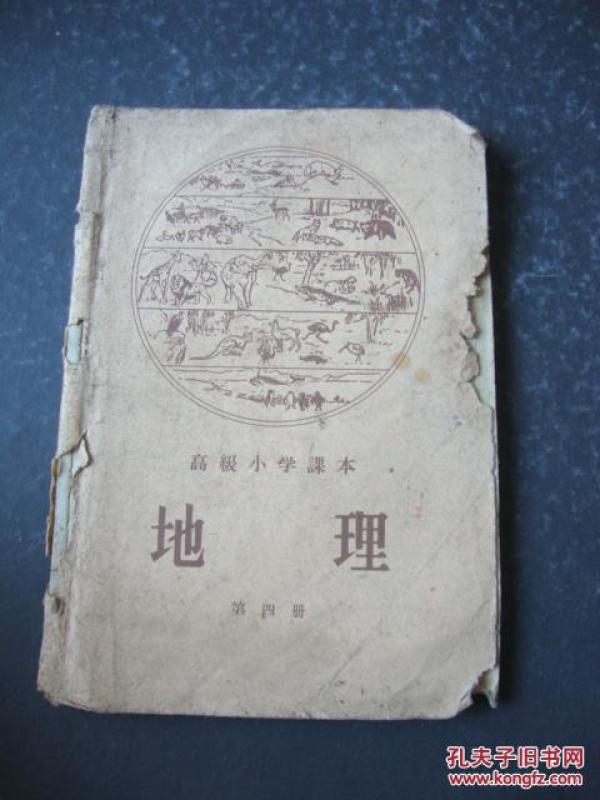 高級小学課本
地理
第四册
孔夫子旧书网
www.kongfz.com